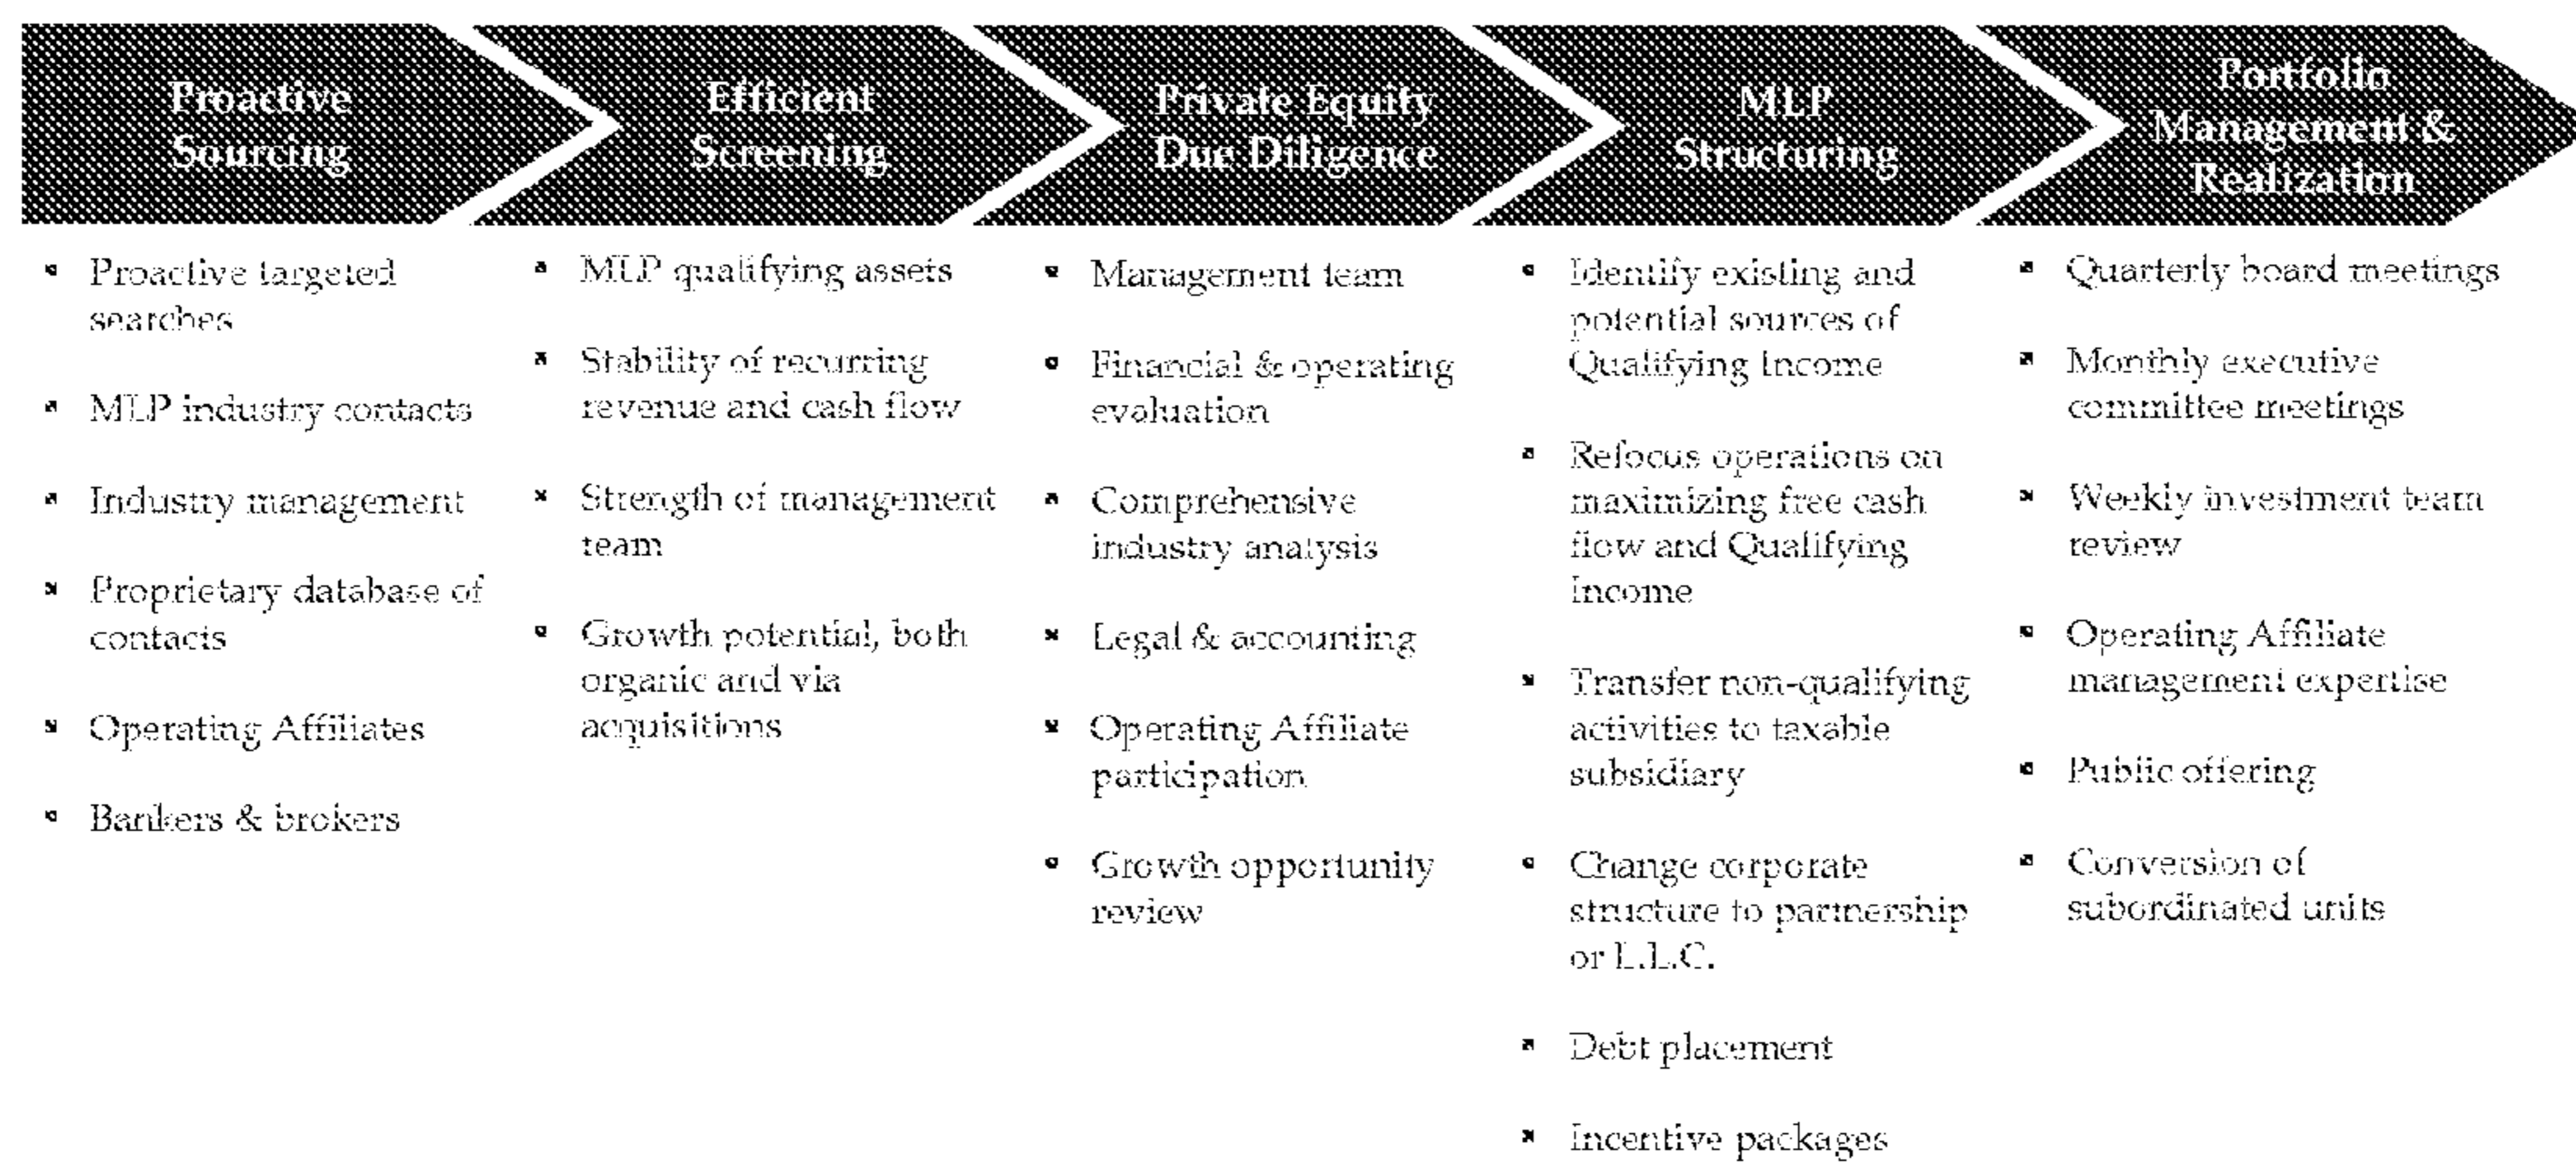 Proactive
Sourcing
Efficient
Screening
Private Equity
Due Diligence
MLP
Structuring
Portfolio
Management &
Realization
Proactive targeted
searches
MLP industry contacts
Industry management
Proprietary database of
contacts
Operating Affiliates
Bankers & brokers
MLP qualifying assets
Stability of recurring
revenue and cash flow
Strength of management
team
Growth potential, both
organic and via
acquisitions
Management team
Financial & operating
evaluation
Comprehensive
industry analysis
Legal & accounting
Operating Affiliate
participation
Growth opportunity
review
Identify existing and
potential sources of
Qualifying Income
Refocus operations on
maximizing free cash
flow and Qualifying
Income
Transfer non-qualifying
activities to taxable
subsidiary
Change corporate
structure to partnership
or L.L.C.
Debt placement
Incentive packages
Quarterly board meetings
Monthly executive
committee meetings
Weekly investment team
review
Operating Affiliate
management expertise
Public offering
Conversion of
subordinated units